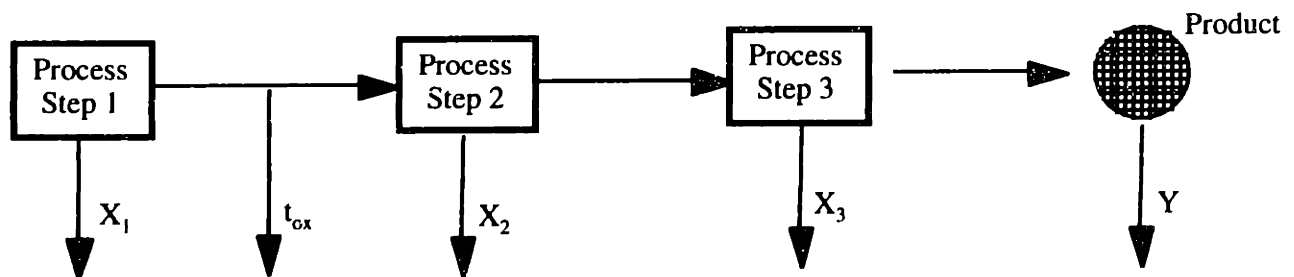 Process
Step 1
Process
Step 2
Process
Step 3
Product
X₁
tₒₓ
X₂
X₃
Y